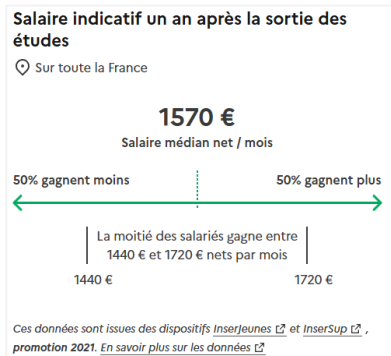 Salaire indicatif un an après la sortie des
études
Sur toute la France
1570 €
Salaire médian net / mois
50% gagnent moins
50% gagnent plus
La moitié des salariés gagne entre
1440 € et 1720 € nets par mois
1440 €
1720 €
Ces données sont issues des dispositifs InserJeunes et InserSup ,
promotion 2021. En savoir plus sur les données